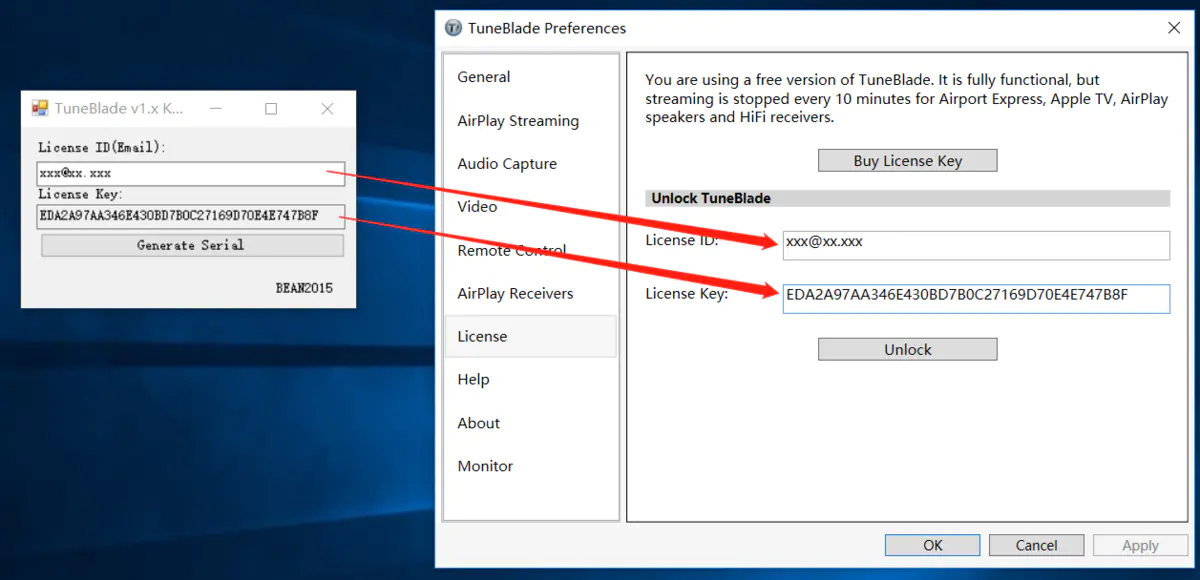 TuneBlade v1.x K...
License ID(Email):
xxx@xx.xxx
License Key:
EDA2A97AA346E430BD7B0C27169D70E4E747B8F
Generate Serial
BEAN2015
TuneBlade Preferences
General
AirPlay Streaming
Audio Capture
Video
Remote Control
AirPlay Receivers
License
Help
About
Monitor
You are using a free version of TuneBlade. It is fully functional, but
streaming is stopped every 10 minutes for Airport Express, Apple TV, AirPlay
speakers and HiFi receivers.
Buy License Key
Unlock TuneBlade
License ID:
xxx@xx.xxx
License Key:
EDA2A97AA346E430BD7B0C27169D70E4E747B8F
Unlock
OK
Cancel
Apply